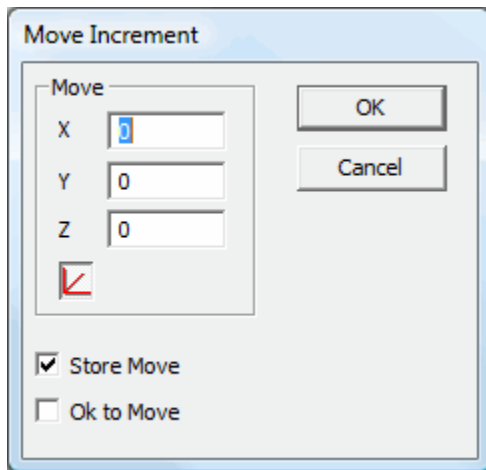 Move Increment
Move
X 0
Y 0
Z 0
OK
Cancel
Store Move
Ok to Move